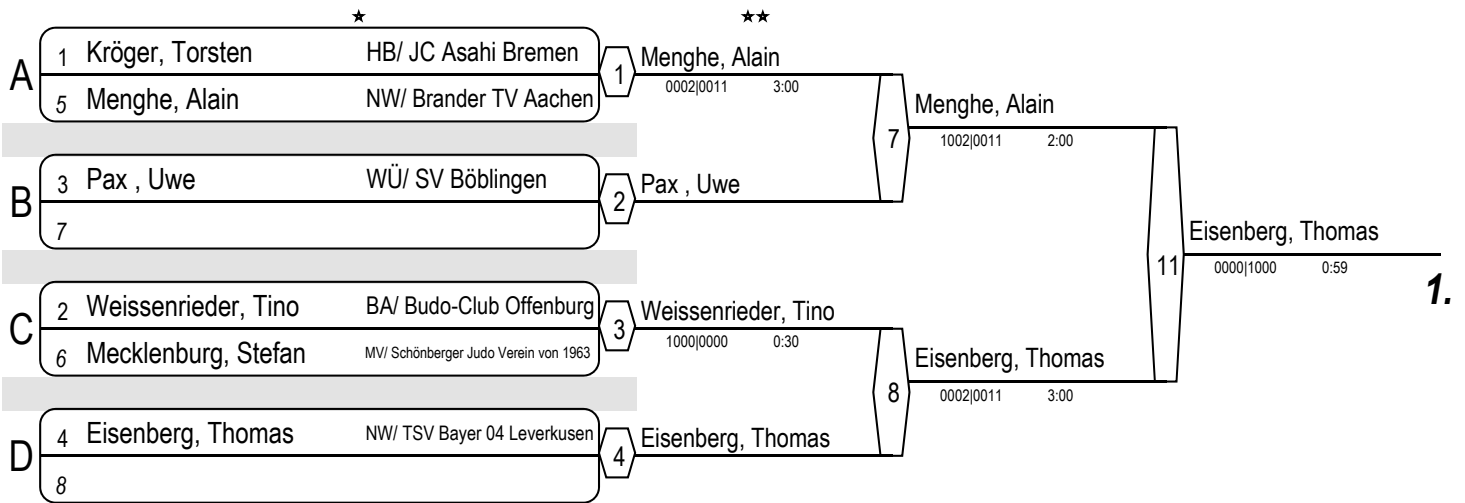 ★ ★★
A
1 Kröger, Torsten HB/ JC Asahi Bremen
5 Menghe, Alain NW/ Brander TV Aachen
1
Menghe, Alain
0002|0011 3:00
B
3 Pax , Uwe WÜ/ SV Böblingen
7
2
Pax , Uwe
7
Menghe, Alain
1002|0011 2:00
C
2 Weissenrieder, Tino BA/ Budo-Club Offenburg
6 Mecklenburg, Stefan MV/ Schönberger Judo Verein von 1963
3
Weissenrieder, Tino
1000|0000 0:30
D
4 Eisenberg, Thomas NW/ TSV Bayer 04 Leverkusen
8
4
Eisenberg, Thomas
8
Eisenberg, Thomas
0002|0011 3:00
11
Eisenberg, Thomas
0000|1000 0:59
1.